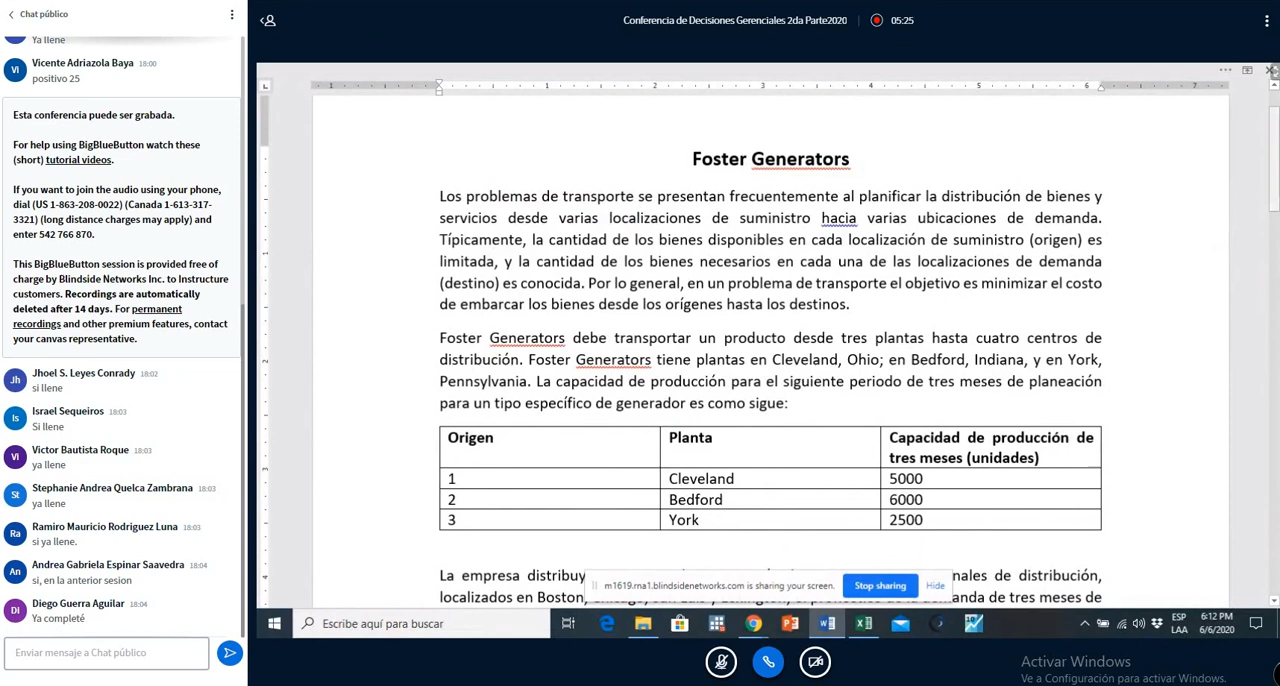 Chat público
Ya llene
VI
Vicente Adriazola Baya 18:00
positivo 25
Esta conferencia puede ser grabada.
For help using BigBlueButton watch these
(short) tutorial videos.
If you want to join the audio using your phone,
dial (US 1-863-208-0022) (Canada 1-613-317-
3321) (long distance charges may apply) and
enter 542 766 870.
This BigBlueButton session is provided free of
charge by Blindside Networks Inc. to Instructure
customers. Recordings are automatically
deleted after 14 days. For permanent
recordings and other premium features, contact
your canvas representative.
Jh
Jhoel S. Leyes Conrady 18:02
si llene
Is
Israel Sequeiros 18:03
Si llene
VI
Victor Bautista Roque 18:03
ya llene
St
Stephanie Andrea Quelca Zambrana 18:03
ya llene
Ra
Ramiro Mauricio Rodriguez Luna 18:03
si ya llene.
An
Andrea Gabriela Espinar Saavedra 18:04
si, en la anterior sesion
DI
Diego Guerra Aguilar 18:04
Ya completé
Enviar mensaje a Chat público
Conferencia de Decisiones Gerenciales 2da Parte2020 05:25
1 1 2 3 4 5 6 7
Foster Generators
Los problemas de transporte se presentan frecuentemente al planificar la distribución de bienes y
servicios desde varias localizaciones de suministro hacia varias ubicaciones de demanda.
Típicamente, la cantidad de los bienes disponibles en cada localización de suministro (origen) es
limitada, y la cantidad de los bienes necesarios en cada una de las localizaciones de demanda
(destino) es conocida. Por lo general, en un problema de transporte el objetivo es minimizar el costo
de embarcar los bienes desde los orígenes hasta los destinos.
Foster Generators debe transportar un producto desde tres plantas hasta cuatro centros de
distribución. Foster Generators tiene plantas en Cleveland, Ohio; en Bedford, Indiana, y en York,
Pennsylvania. La capacidad de producción para el siguiente periodo de tres meses de planeación
para un tipo específico de generador es como sigue:
Origen Planta Capacidad de producción de
tres meses (unidades)
1 Cleveland 5000
2 Bedford 6000
3 York 2500
La empresa distribuy nales de distribución,
localizados en Boston, tres meses de
m1619.rna1.blindsidenetworks.com is sharing your screen. Stop sharing Hide
Escribe aquí para buscar
ESP
LAA
6:12 PM
6/6/2020
Activar Windows
Ve a Configuración para activar Windows.